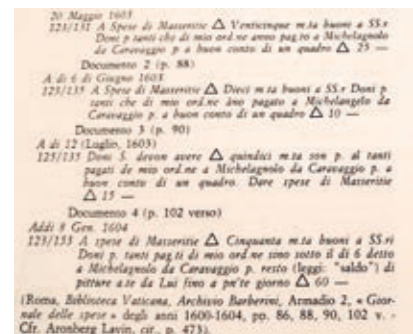 20 Maggio 1603
123/131 A Spese di Masseritie △ Venticinque m.ta buoni a SS.r
Doni p tanti che di mio ord.ne anno pag.to a Michelagnolo
da Caravaggio p a buon conto di un quadro △ 25 —
Documento 2 (p. 88)
A di 6 di Giugno 1603
123/135 A Spese di Masseritie △ Dieci m.ta buoni a SS.r Doni p
tanti che di mio ord.ne ano pagato a Michelangelo da
Caravaggio p. a buon conto di un quadro △ 10 —
Documento 3 (p. 90)
A di 12 (Luglio, 1603)
125/135 Doni S. devon avere △ quindici m.ta son p. al tanti
pagati de mio ord.ne a Michelagnolo da Caravaggio p. a
buon conto di un quadro. Dare spese di Masseritie
△ 15 —
Documento 4 (p. 102 verso)
Addi 8 Gen. 1604
123/153 A spese di Masseritie △ Cinquanta m.ta buoni a SS.ri
Doni p. tanti pag.ti di mio ord.ne sino sotto il di 6 detto
a Michelagnolo da Caravaggio p. resto (leggi: "saldo") di
pitture a.te da Lui fino a pn'te giorno △ 60 —
(Roma, Biblioteca Vaticana, Archivio Barberini, Armadio 2, « Gior-
nale delle spese » degli anni 1600-1604, pp. 86, 88, 90, 102 v. -
Cfr. Aronberg Lavin, cit., p. 473).